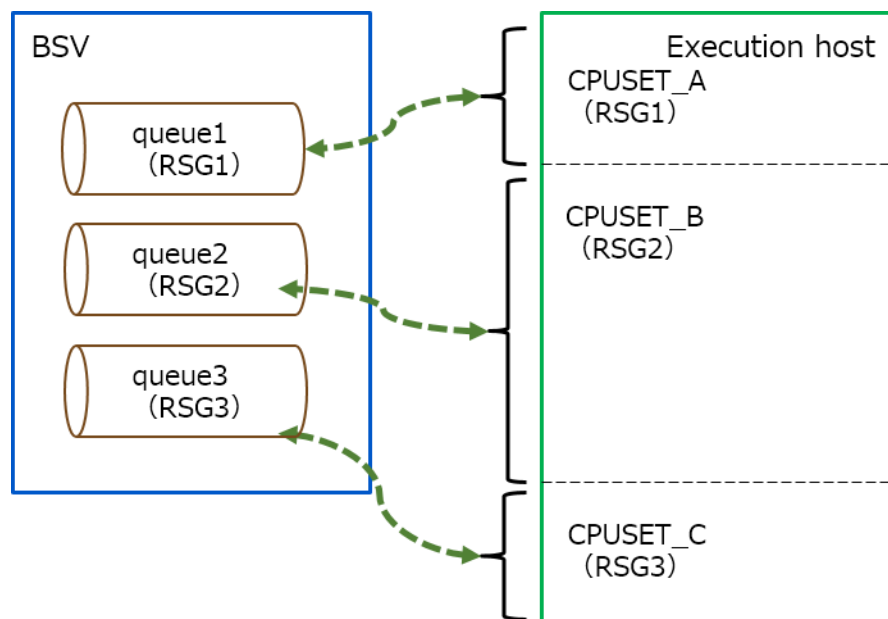 BSV
queue1
（RSG1）
queue2
（RSG2）
queue3
（RSG3）
Execution host
CPUSET_A
（RSG1）
CPUSET_B
（RSG2）
CPUSET_C
（RSG3）